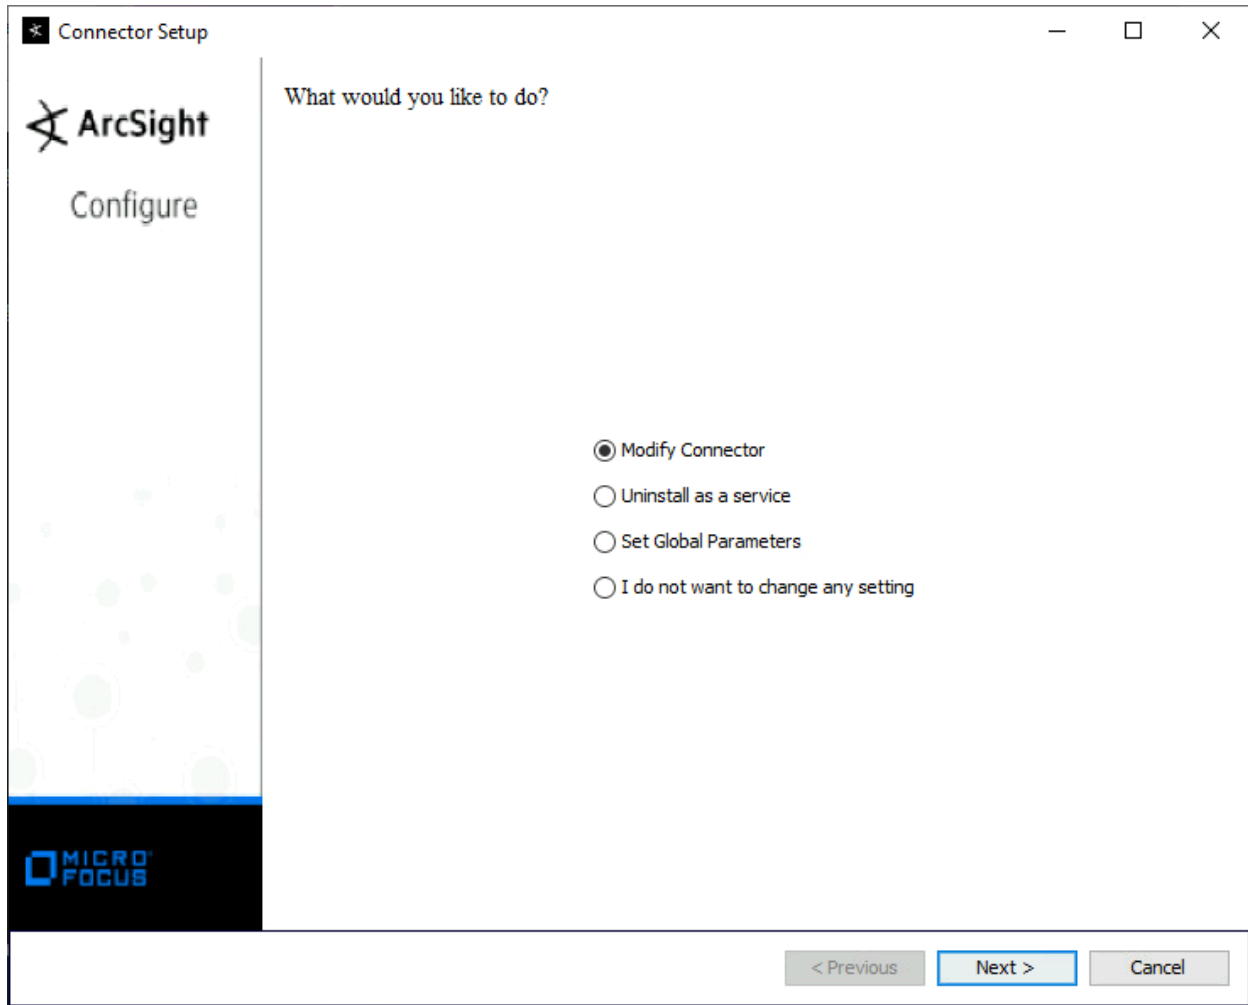 Connector Setup
ArcSight
Configure
What would you like to do?
Modify Connector
Uninstall as a service
Set Global Parameters
I do not want to change any setting
MICRO
FOCUS
< Previous
Next >
Cancel